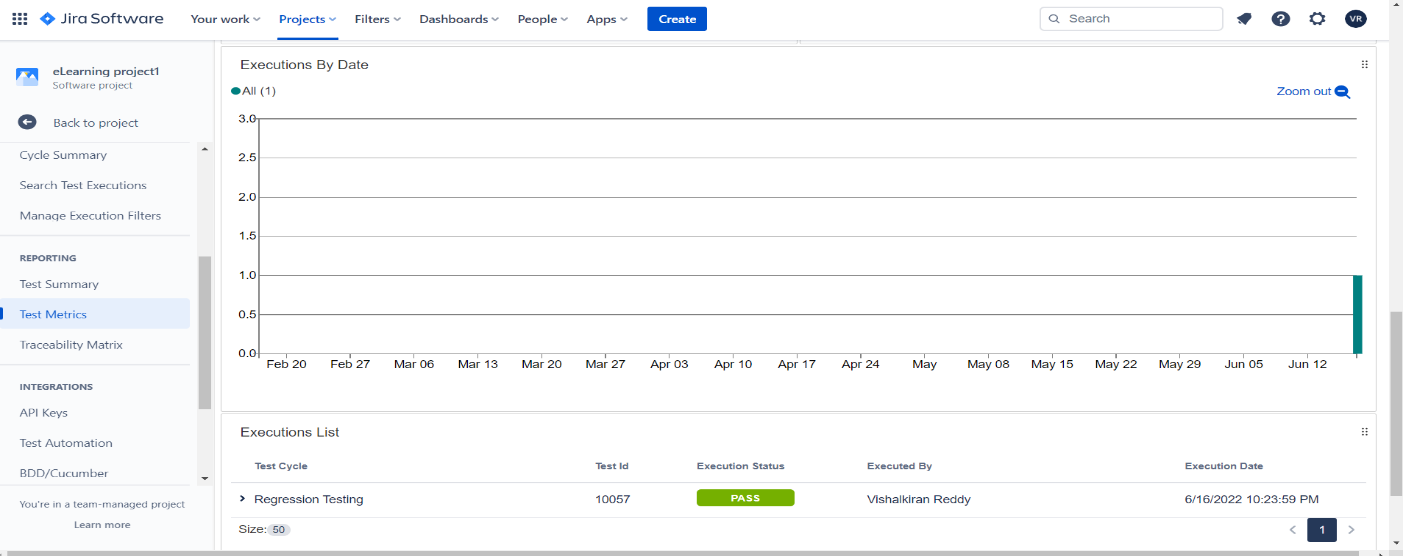 Jira Software Your work Projects Filters Dashboards People Apps Create Search ? VR
eLearning project1
Software project
Back to project
Cycle Summary
Search Test Executions
Manage Execution Filters
REPORTING
Test Summary
Test Metrics
Traceability Matrix
INTEGRATIONS
API Keys
Test Automation
BDD/Cucumber
You're in a team-managed project
Learn more
Executions By Date
All (1)
Zoom out
3.0
2.5
2.0
1.5
1.0
0.5
0.0
Feb 20 Feb 27 Mar 06 Mar 13 Mar 20 Mar 27 Apr 03 Apr 10 Apr 17 Apr 24 May May 08 May 15 May 22 May 29 Jun 05 Jun 12
Executions List
Test Cycle Test Id Execution Status Executed By Execution Date
Regression Testing 10057 PASS Vishalkiran Reddy 6/16/2022 10:23:59 PM
Size: 50 1